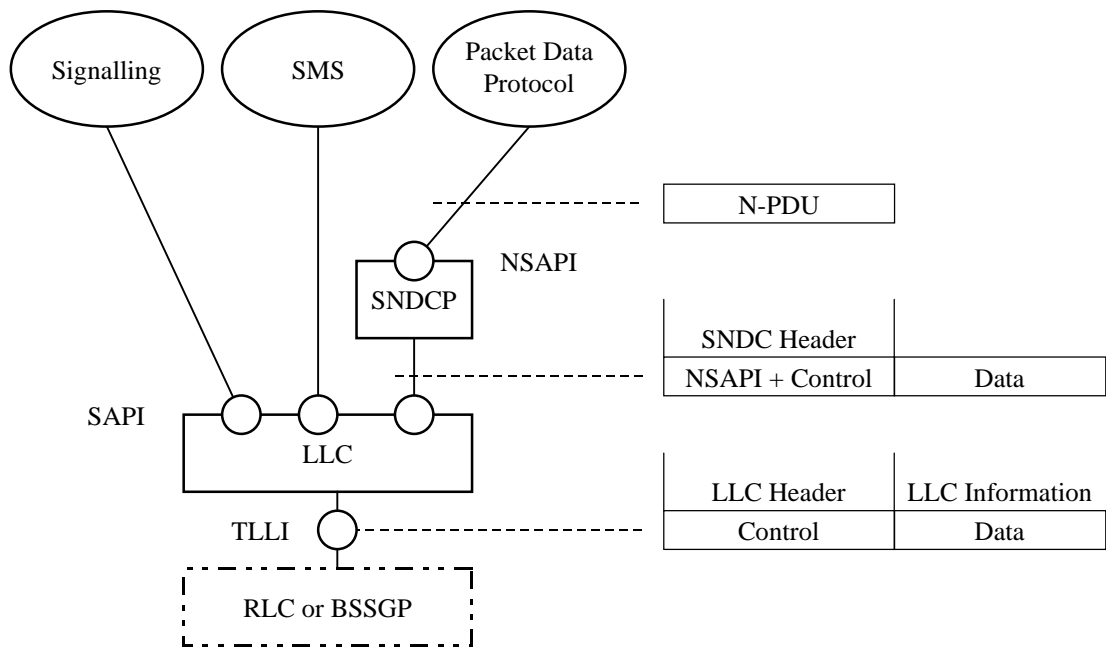 Signalling
SMS
Packet Data
Protocol
N-PDU
NSAPI
SNDCP
SNDC Header
NSAPI + Control
Data
SAPI
LLC
LLC Header
LLC Information
TLLI
Control
Data
RLC or BSSGP